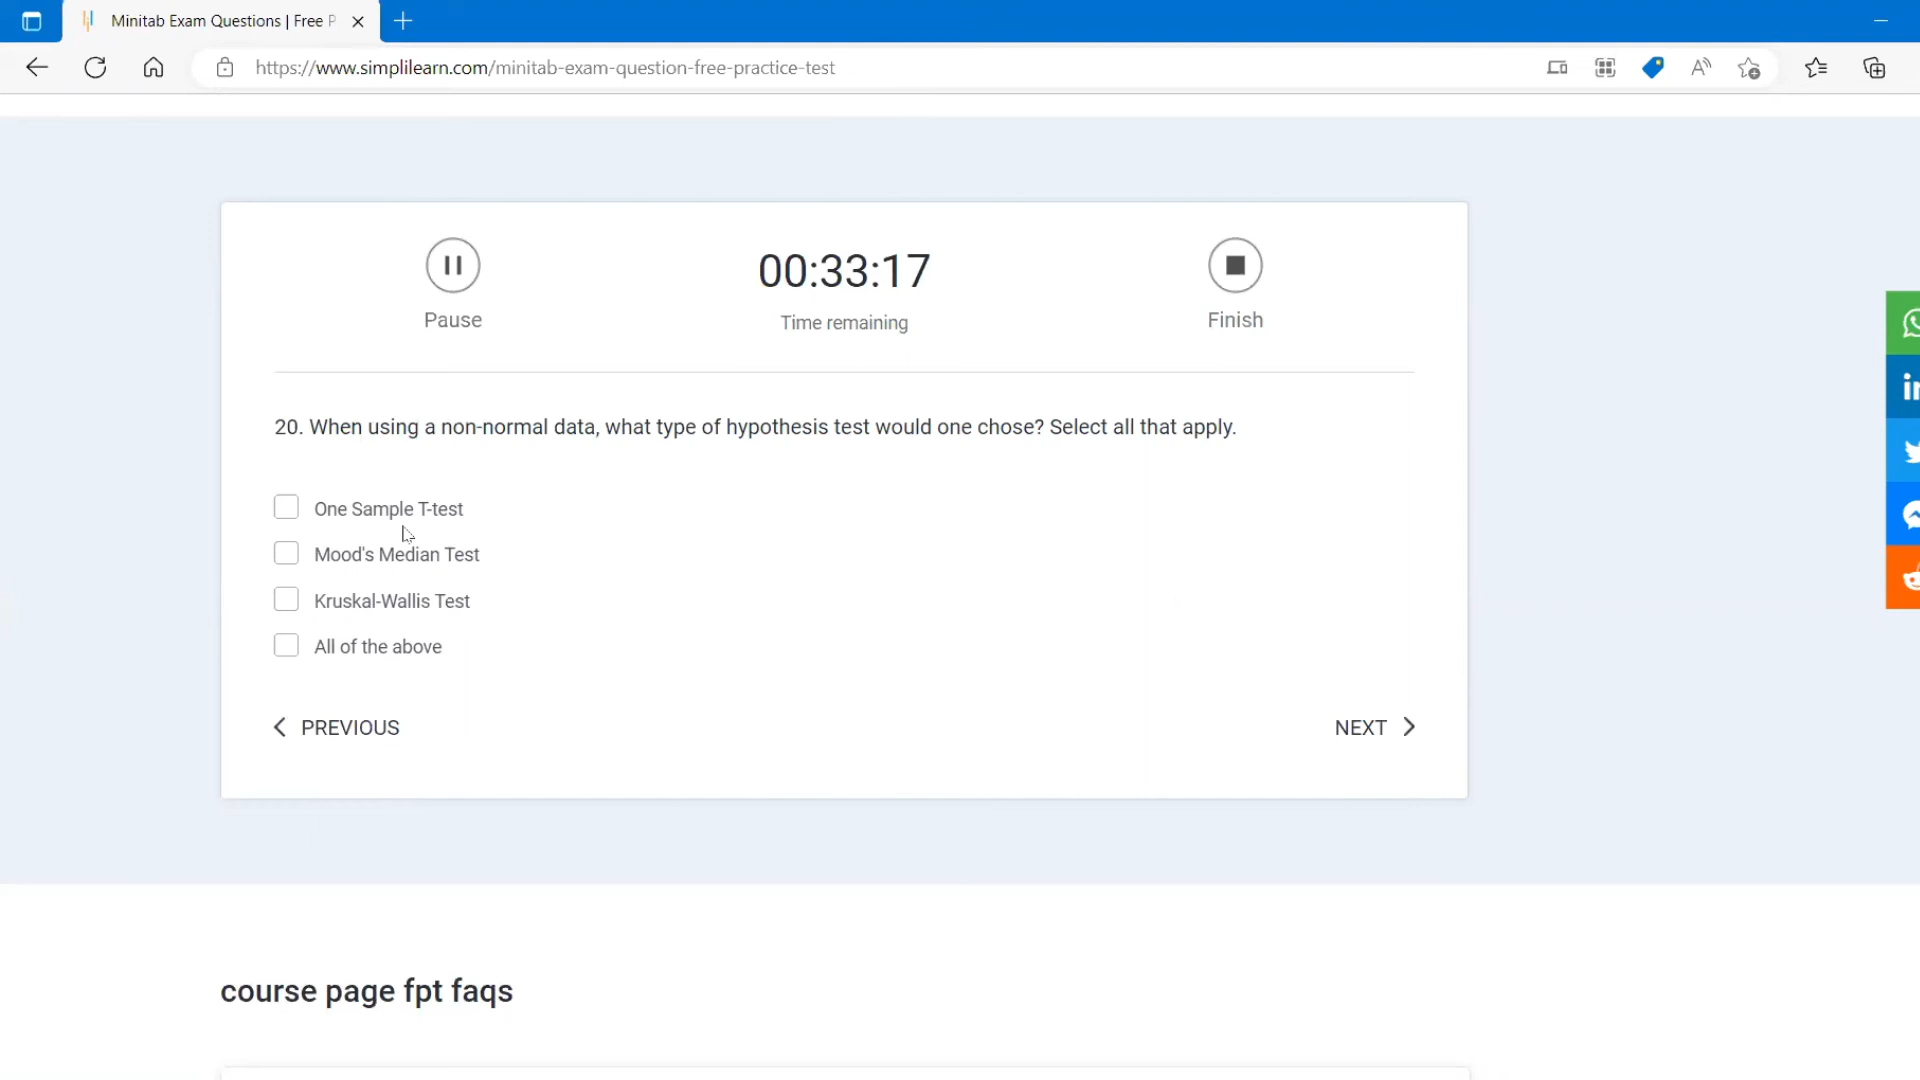 Minitab Exam Questions | Free P
https://www.simplilearn.com/minitab-exam-question-free-practice-test
00:33:17
Pause
Time remaining
Finish
20. When using a non-normal data, what type of hypothesis test would one chose? Select all that apply.
One Sample T-test
Mood's Median Test
Kruskal-Wallis Test
All of the above
PREVIOUS
NEXT
course page fpt faqs